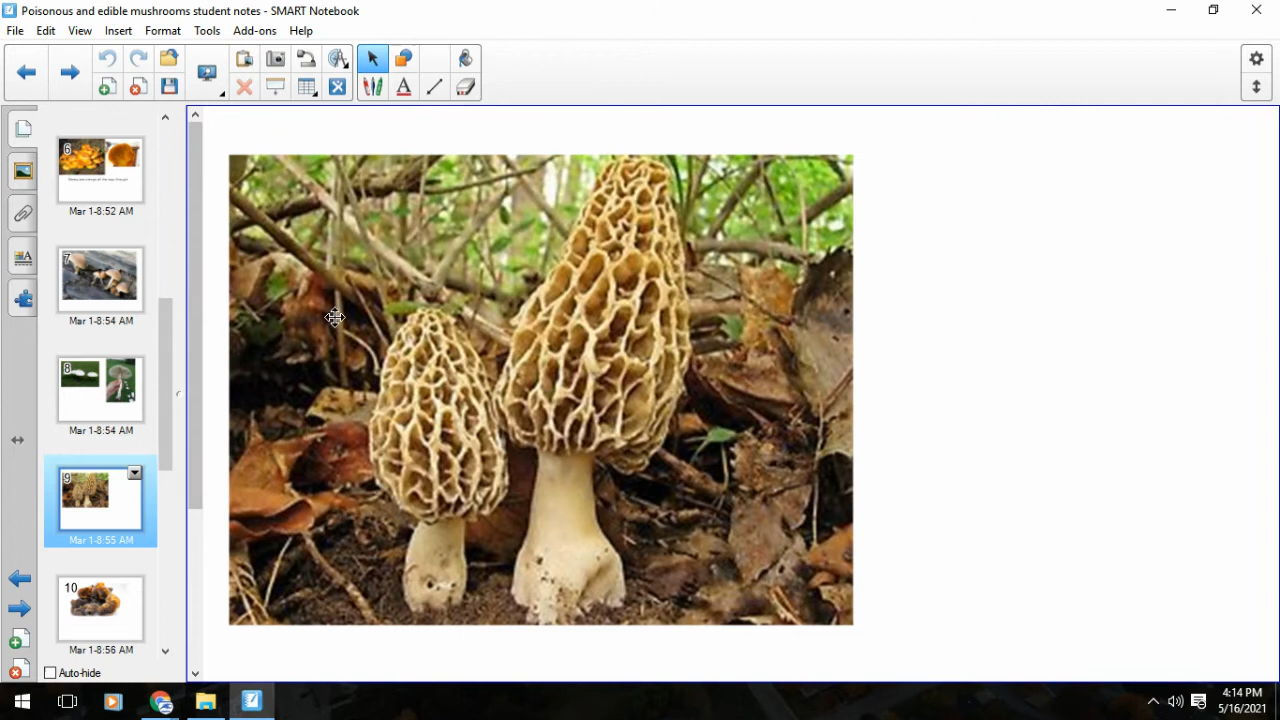 Poisonous and edible mushrooms student notes - SMART Notebook
File Edit View Insert Format Tools Add-ons Help
6
Mar 1-8:52 AM
7
Mar 1-8:54 AM
8
Mar 1-8:54 AM
9
Mar 1-8:55 AM
10
Mar 1-8:56 AM
Auto-hide
4:14 PM
5/16/2021